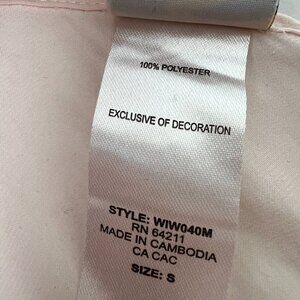 100% POLYESTER
EXCLUSIVE OF DECORATION
STYLE: WIW040M
RN 64211
MADE IN CAMBODIA
CA CAC
SIZE: S